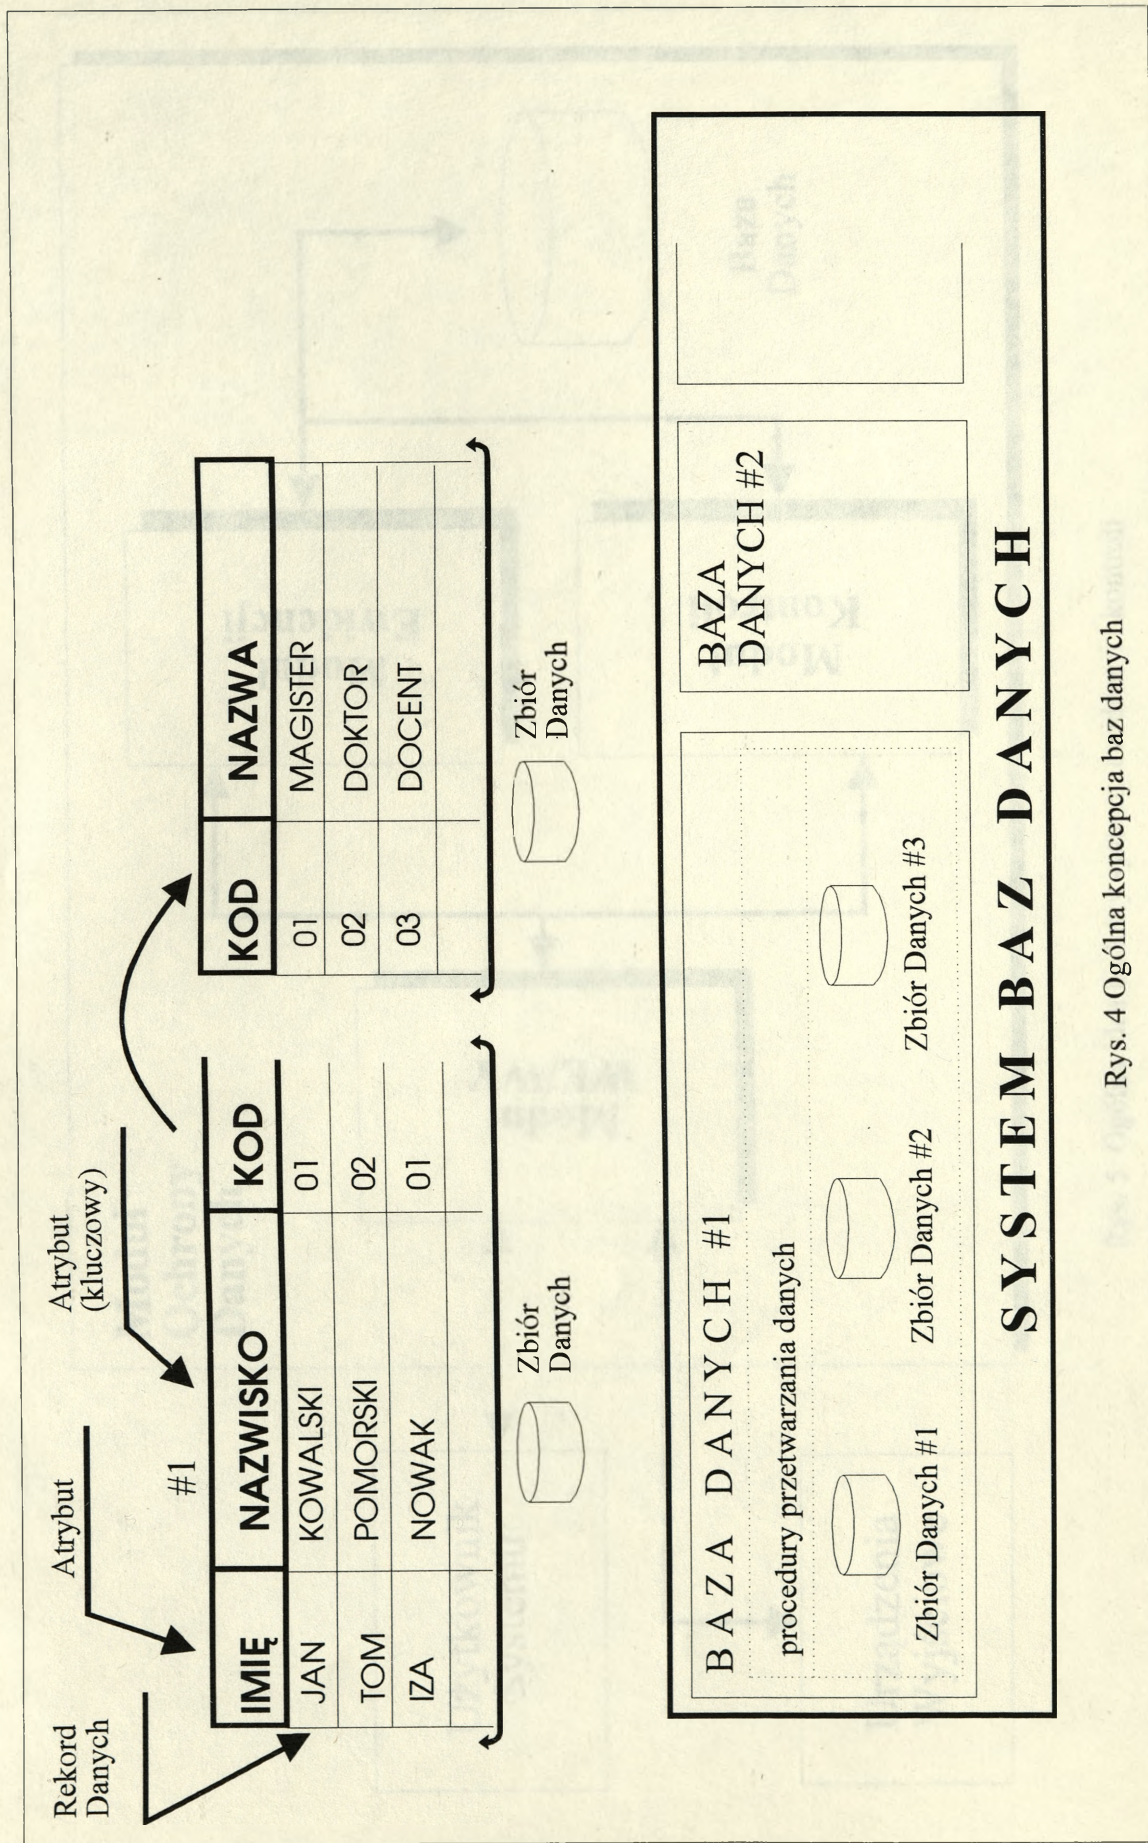 Rekord
Danych
Atrybut
Atrybut
(kluczowy)
#1
IMIĘ NAZWISKO KOD
JAN KOWALSKI 01
TOM POMORSKI 02
IZA NOWAK 01
Zbiór
Danych
KOD NAZWA
01 MAGISTER
02 DOKTOR
03 DOCENT
Zbiór
Danych
BAZA DANYCH #1
procedury przetwarzania danych
Zbiór Danych #1
Zbiór Danych #2
Zbiór Danych #3
BAZA
DANYCH #2
SYSTEM BAZ DANYCH
Rys. 4 Ogólna koncepcja baz danych